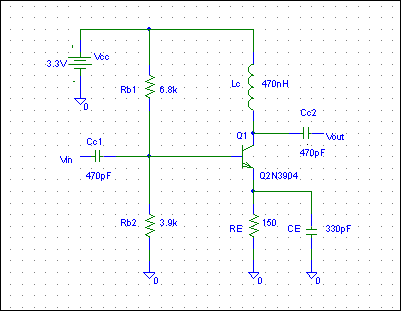 Vcc
3.3V
0
Rb1 6.8k
Lc 470nH
Cc2
Vout
470pF
Cc1
Vin
470pF
Q1
Q2N3904
Rb2 3.9k
RE 150
CE 330pF
0
0
0